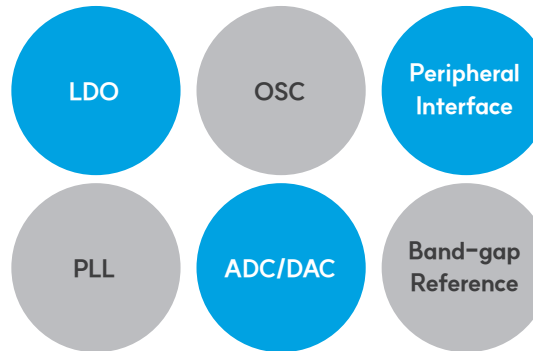 LDO
OSC
Peripheral
Interface
PLL
ADC/DAC
Band-gap
Reference